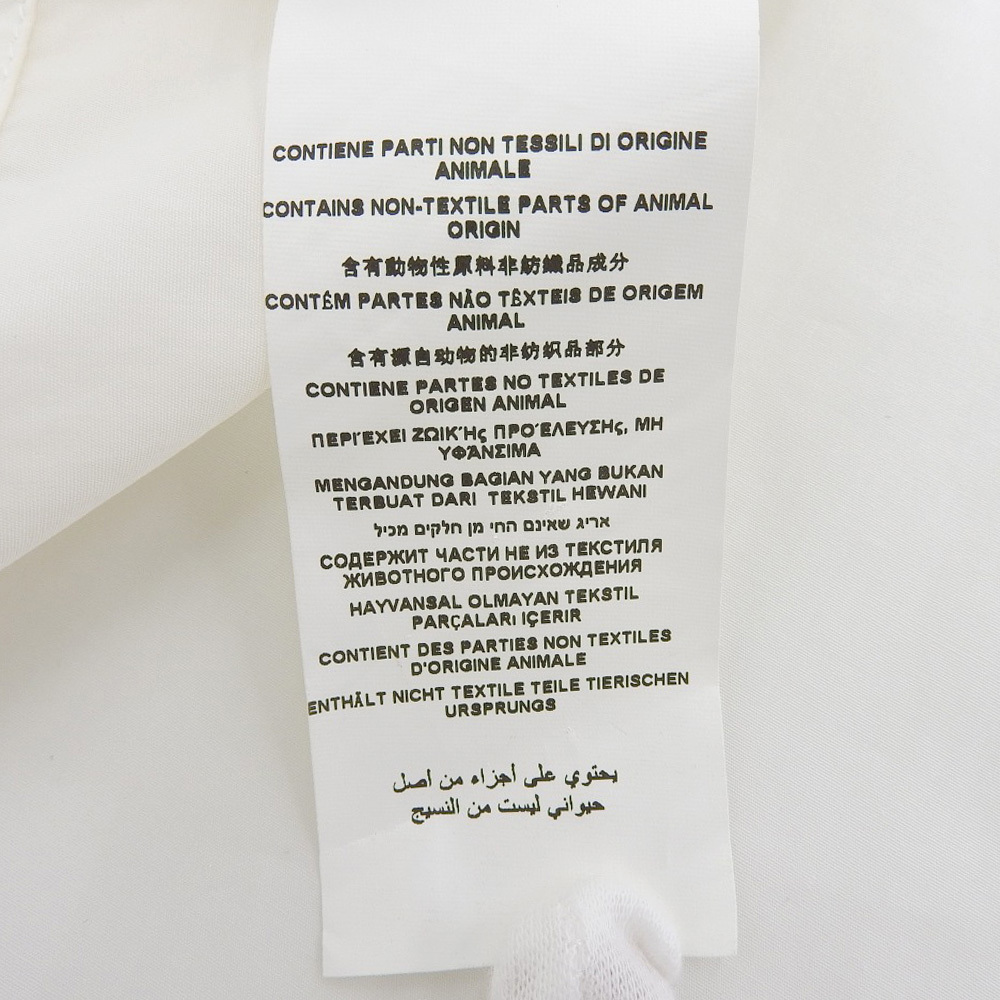 CONTIENE PARTI NON TESSILI DI ORIGINE
ANIMALE
CONTAINS NON-TEXTILE PARTS OF ANIMAL
ORIGIN
含有動物性原料非紡織品成分
CONTÉM PARTES NÃO TÊXTEIS DE ORIGEM
ANIMAL
含有源自动物的非纺织品部分
CONTIENE PARTES NO TEXTILES DE
ORIGEN ANIMAL
ΠΕΡΙΈΧΕΙ ΖΩΙΚΉς ΠΡΟΈΛΕΥΣΗς, ΜΗ
ΥΦΆΝΣΙΜΑ
MENGANDUNG BAGIAN YANG BUKAN
TERBUAT DARI TEKSTIL HEWANI
אריג שאינם החי מן חלקים מכיל
СОДЕРЖИТ ЧАСТИ НЕ ИЗ ТЕКСТИЛЯ
ЖИВОТНОГО ПРОИСХОЖДЕНИЯ
HAYVANSAL OLMAYAN TEKSTIL
PARÇALARı IÇERIR
CONTIENT DES PARTIES NON TEXTILES
D'ORIGINE ANIMALE
ENTHÄLT NICHT TEXTILE TEILE TIERISCHEN
URSPRUNGS
يحتوي على أجزاء من أصل
حيواني ليست من النسيج